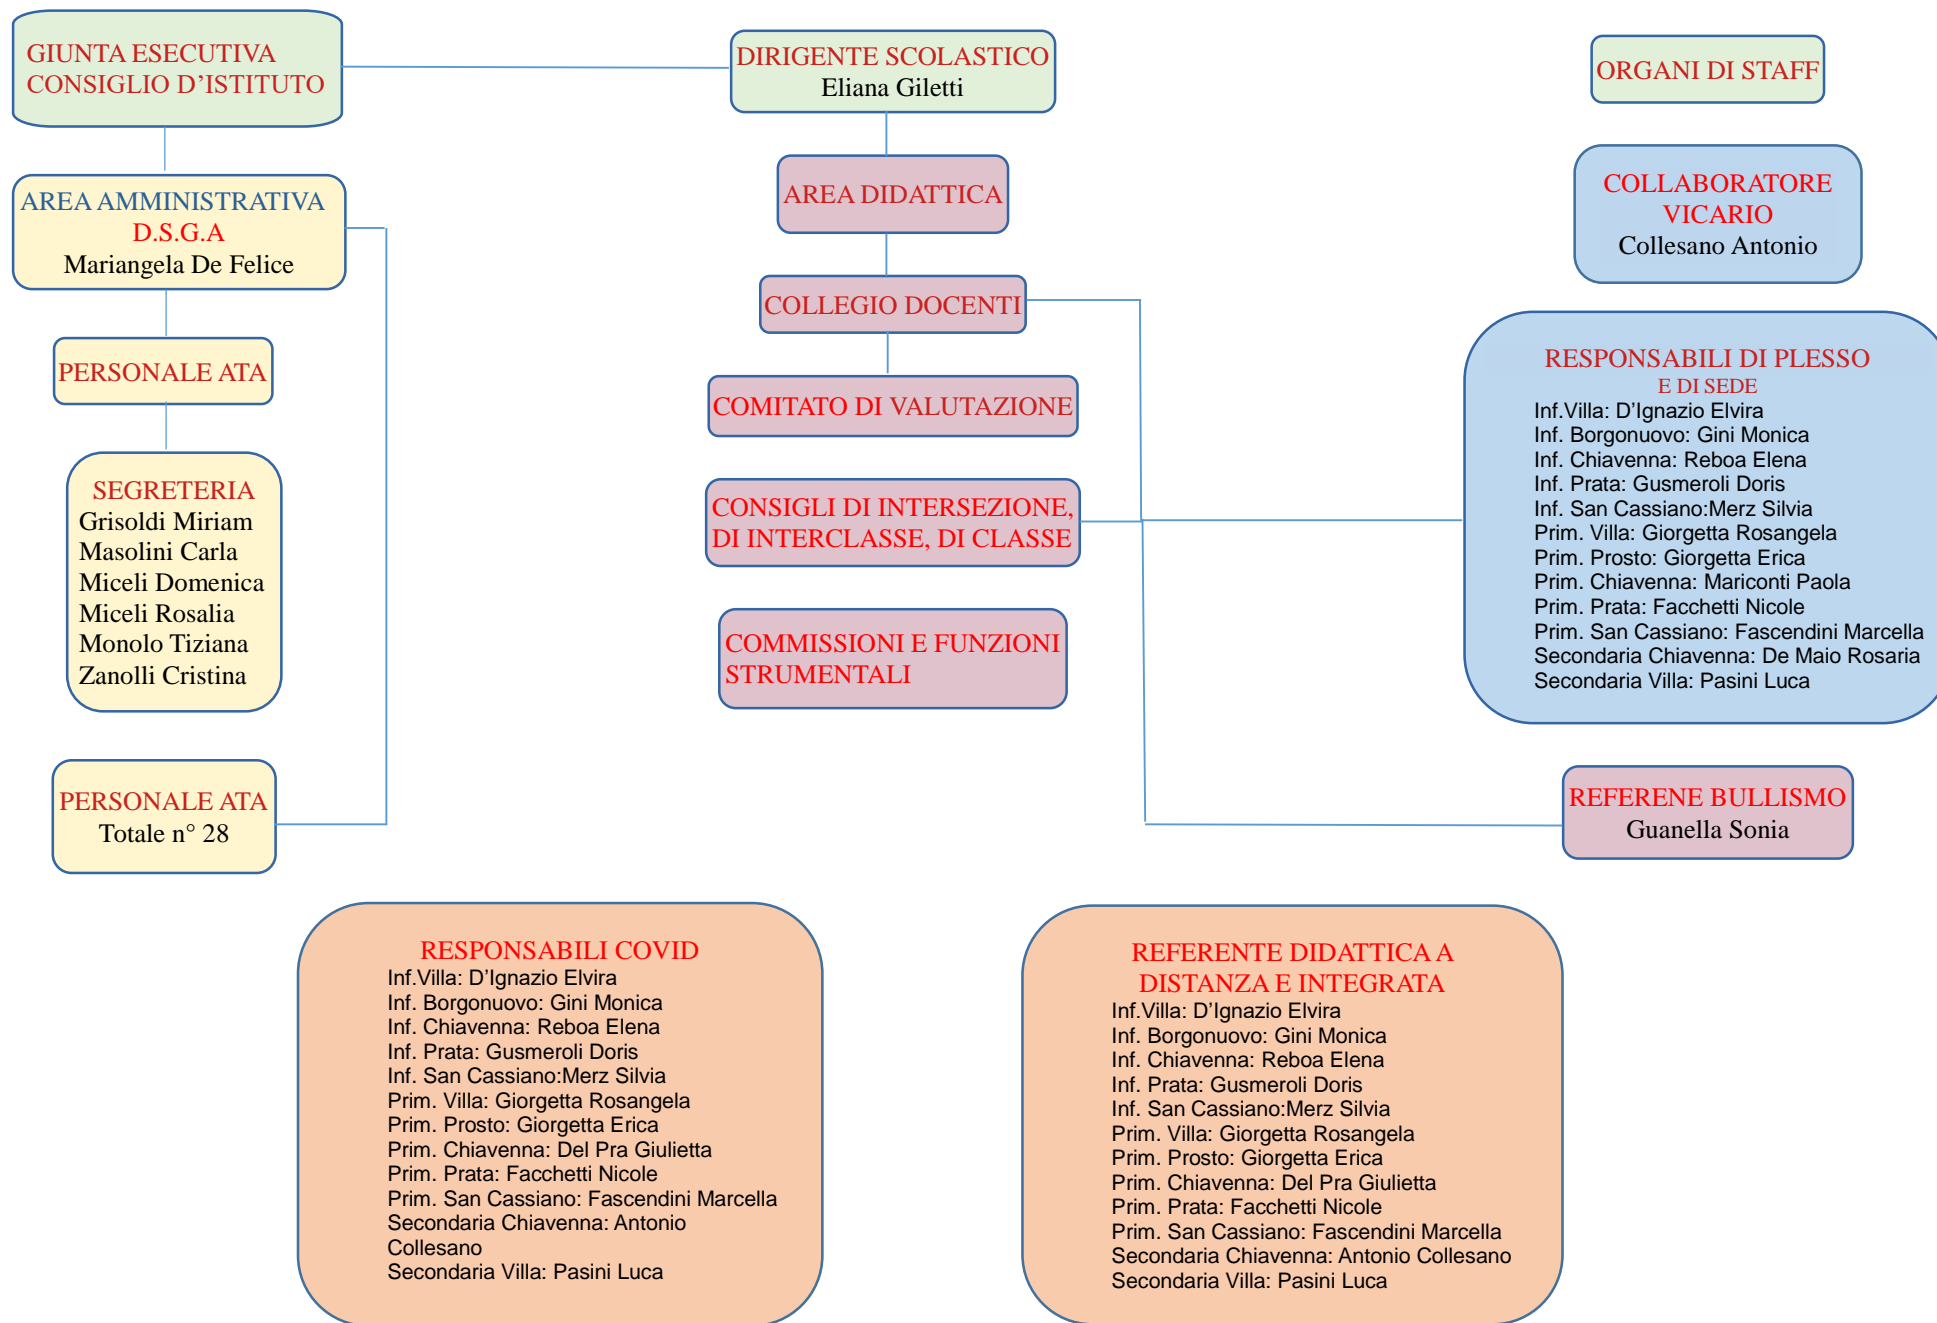 GIUNTA ESECUTIVA
CONSIGLIO D’ISTITUTO
DIRIGENTE SCOLASTICO
Eliana Giletti
ORGANI DI STAFF
AREA AMMINISTRATIVA
D.S.G.A
Mariangela De Felice
AREA DIDATTICA
COLLABORATORE
VICARIO
Collesano Antonio
COLLEGIO DOCENTI
PERSONALE ATA
COMITATO DI VALUTAZIONE
RESPONSABILI DI PLESSO
E DI SEDE
Inf.Villa: D’Ignazio Elvira
Inf. Borgonuovo: Gini Monica
Inf. Chiavenna: Reboa Elena
Inf. Prata: Gusmeroli Doris
Inf. San Cassiano:Merz Silvia
Prim. Villa: Giorgetta Rosangela
Prim. Prosto: Giorgetta Erica
Prim. Chiavenna: Mariconti Paola
Prim. Prata: Facchetti Nicole
Prim. San Cassiano: Fascendini Marcella
Secondaria Chiavenna: De Maio Rosaria
Secondaria Villa: Pasini Luca
SEGRETERIA
Grisoldi Miriam
Masolini Carla
Miceli Domenica
Miceli Rosalia
Monolo Tiziana
Zanolli Cristina
CONSIGLI DI INTERSEZIONE,
DI INTERCLASSE, DI CLASSE
COMMISSIONI E FUNZIONI
STRUMENTALI
PERSONALE ATA
Totale n° 28
REFERENE BULLISMO
Guanella Sonia
RESPONSABILI COVID
Inf.Villa: D’Ignazio Elvira
Inf. Borgonuovo: Gini Monica
Inf. Chiavenna: Reboa Elena
Inf. Prata: Gusmeroli Doris
Inf. San Cassiano:Merz Silvia
Prim. Villa: Giorgetta Rosangela
Prim. Prosto: Giorgetta Erica
Prim. Chiavenna: Del Pra Giulietta
Prim. Prata: Facchetti Nicole
Prim. San Cassiano: Fascendini Marcella
Secondaria Chiavenna: Antonio
Collesano
Secondaria Villa: Pasini Luca
REFERENTE DIDATTICA A
DISTANZA E INTEGRATA
Inf.Villa: D’Ignazio Elvira
Inf. Borgonuovo: Gini Monica
Inf. Chiavenna: Reboa Elena
Inf. Prata: Gusmeroli Doris
Inf. San Cassiano:Merz Silvia
Prim. Villa: Giorgetta Rosangela
Prim. Prosto: Giorgetta Erica
Prim. Chiavenna: Del Pra Giulietta
Prim. Prata: Facchetti Nicole
Prim. San Cassiano: Fascendini Marcella
Secondaria Chiavenna: Antonio Collesano
Secondaria Villa: Pasini Luca